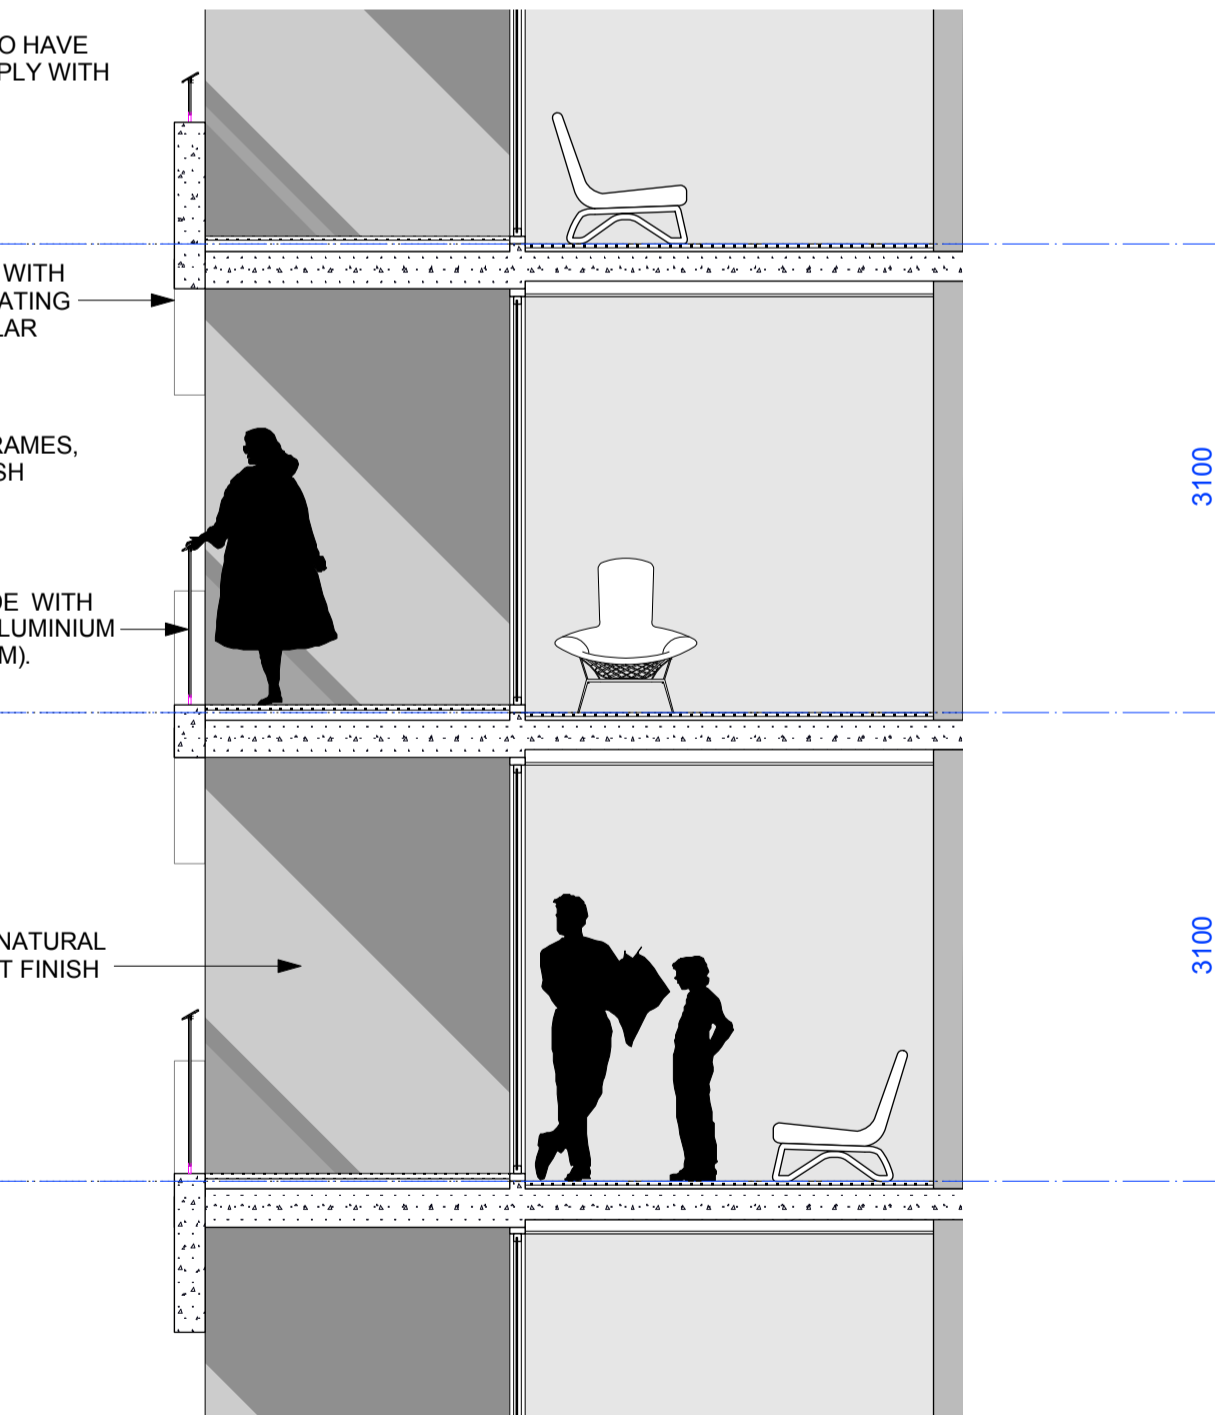 O HAVE
PLY WITH
WITH
ATING
LAR
RAMES,
SH
DE WITH
LUMINIUM
M).
NATURAL
T FINISH
3100
3100